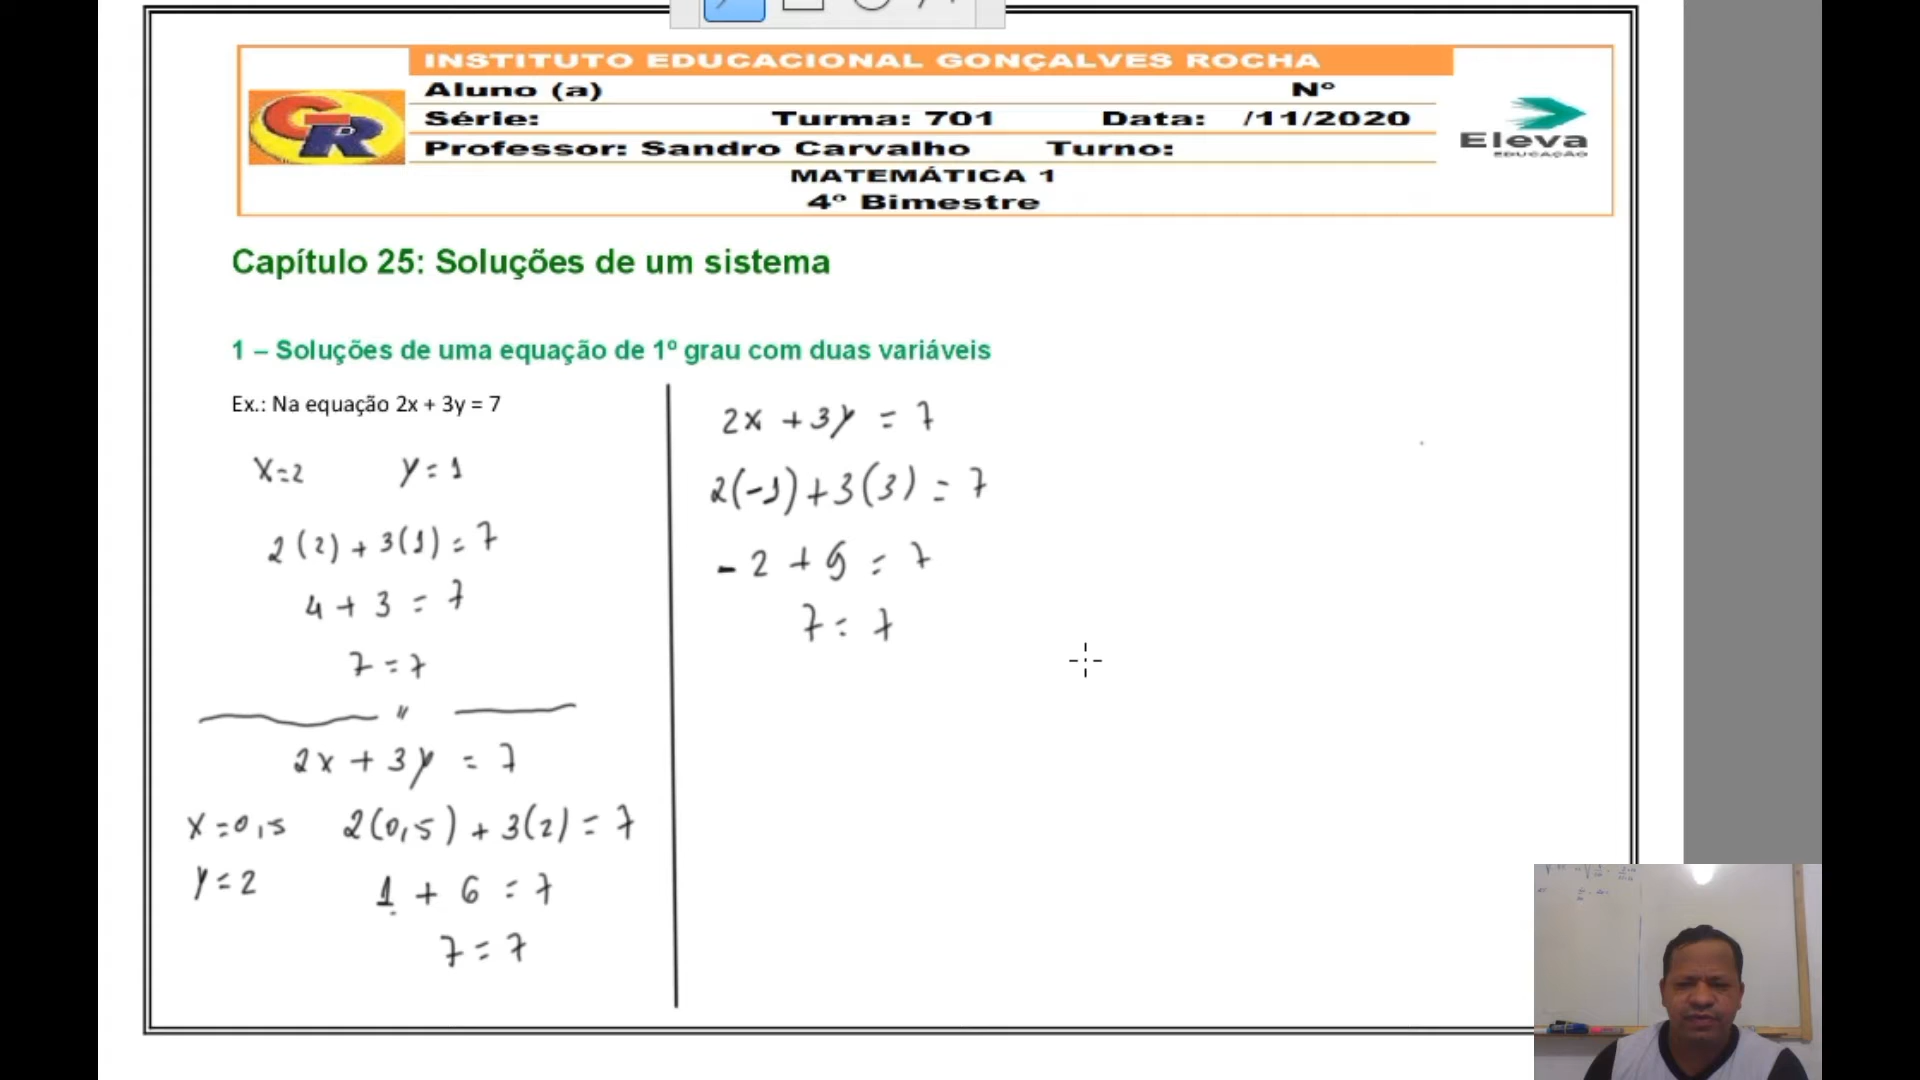 INSTITUTO EDUCACIONAL GONÇALVES ROCHA
Aluno (a) Nº
Série: Turma: 701 Data: /11/2020
Professor: Sandro Carvalho Turno:
MATEMÁTICA 1
4º Bimestre
GR
Eleva
EDUCAÇÃO
Capítulo 25: Soluções de um sistema
1 – Soluções de uma equação de 1º grau com duas variáveis
Ex.: Na equação 2x + 3y = 7
x=2 y=1
2(2)+3(1)=7
4+3=7
7=7
2x+3y=7
x=0,5 2(0,5)+3(2)=7
y=2
1+6=7
7=7
2x+3y=7
2(-1)+3(3)=7
-2+9=7
7=7